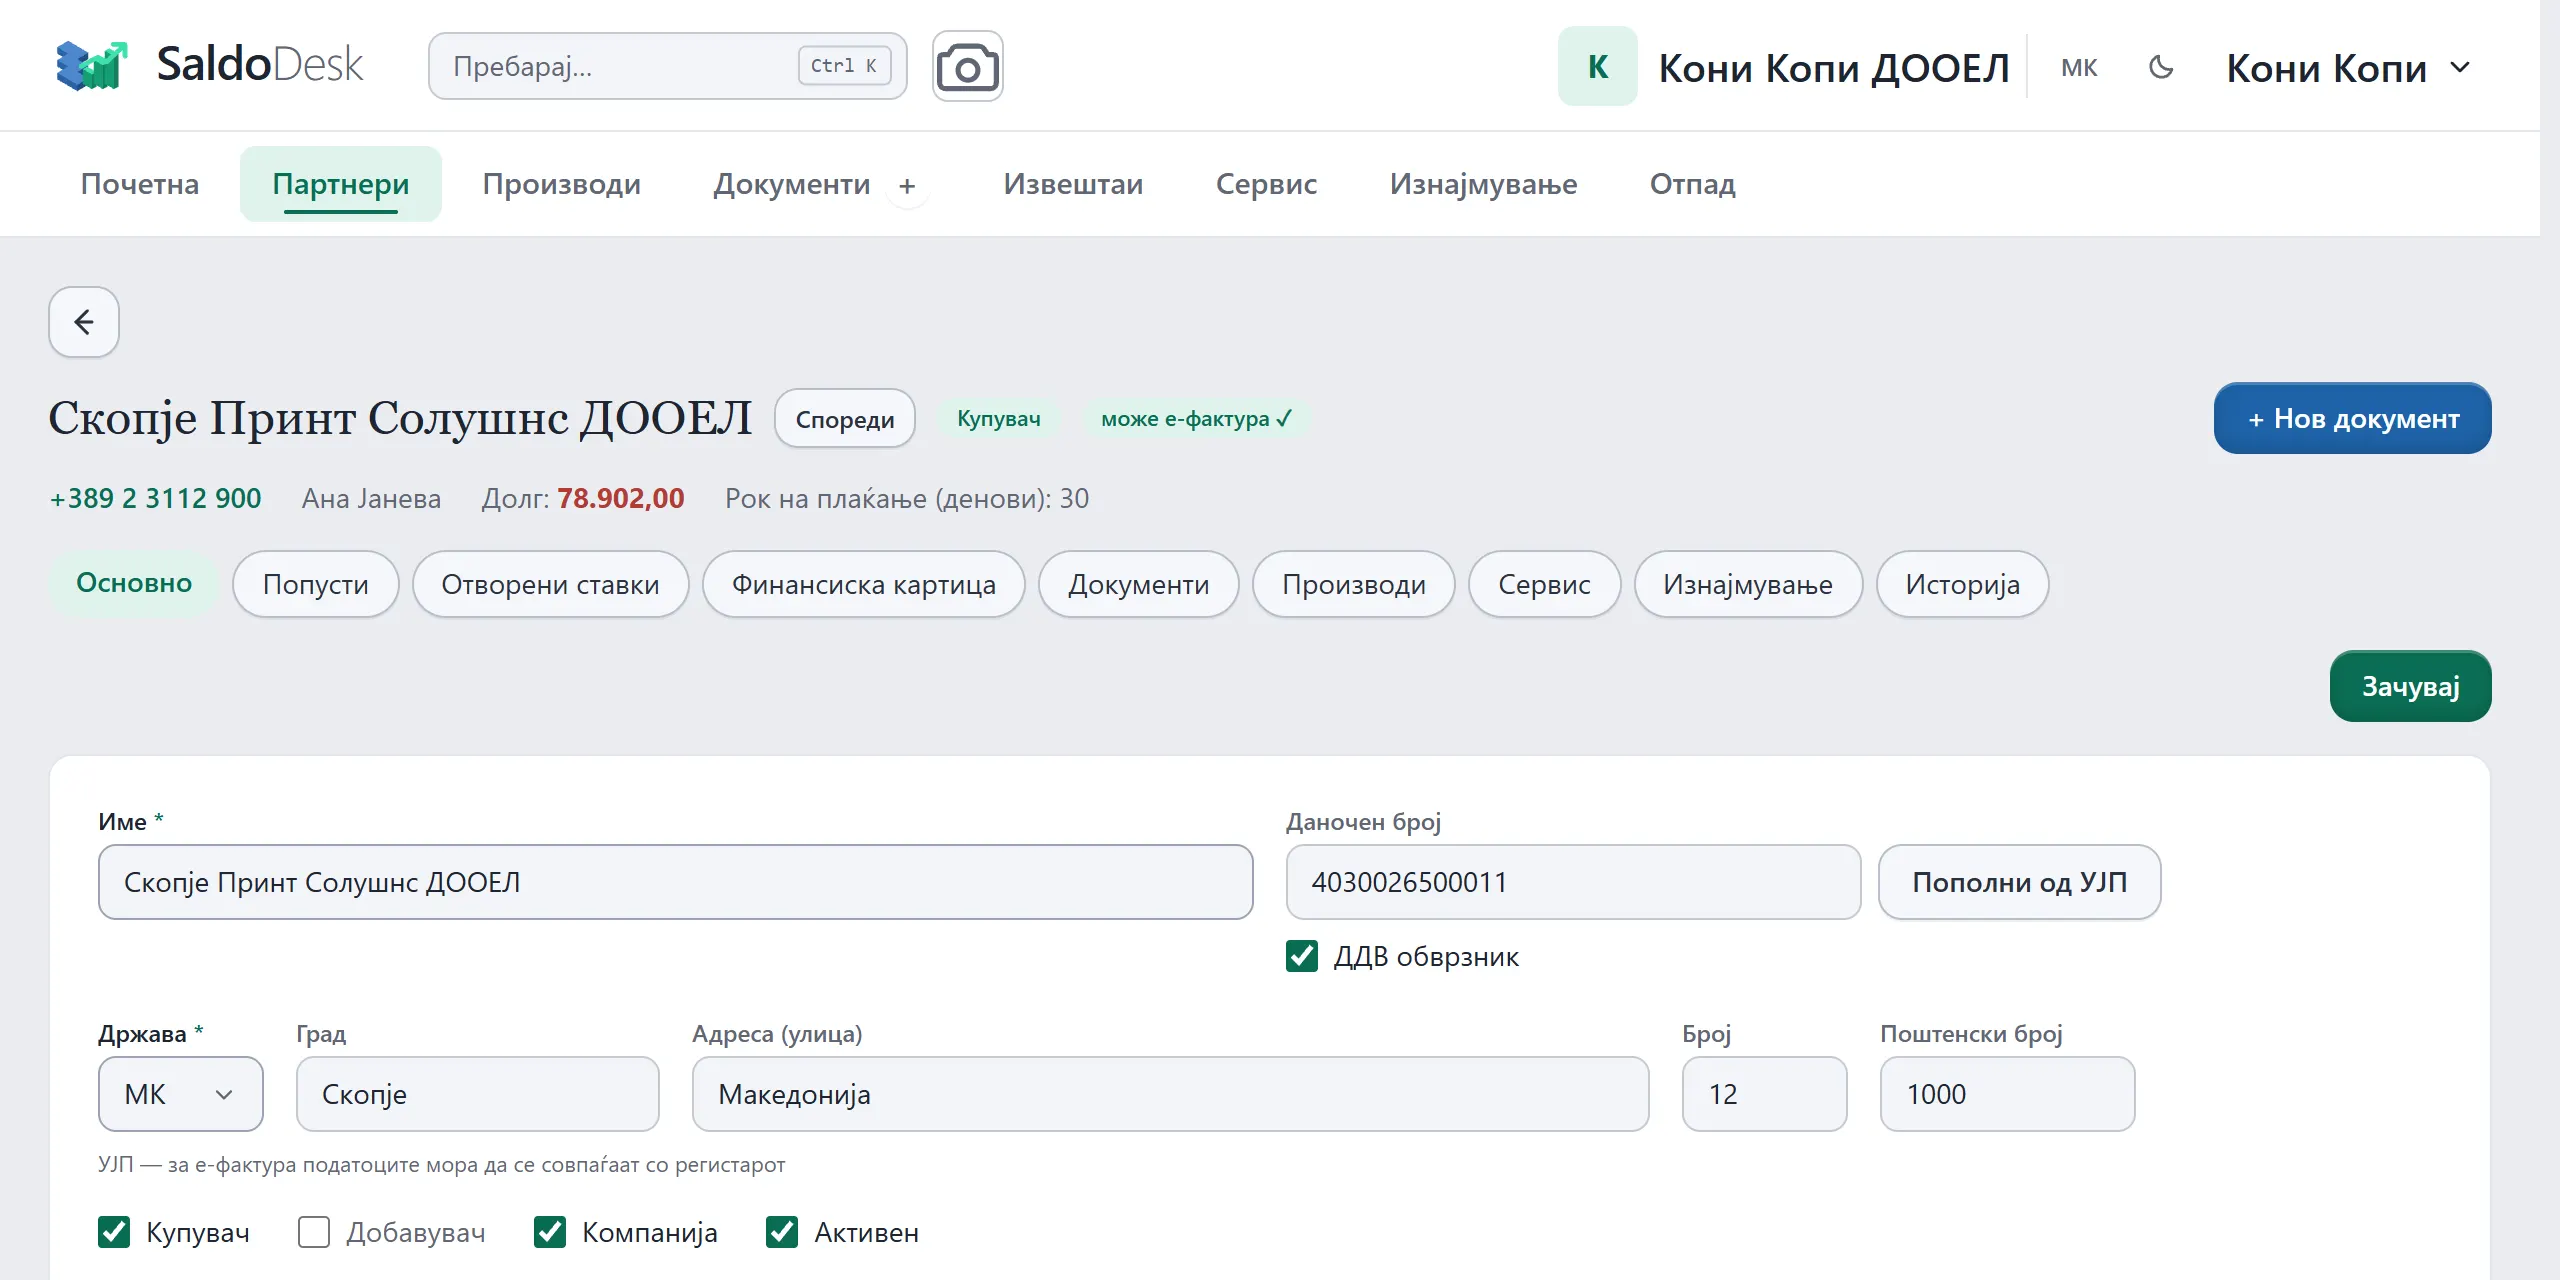 SaldoDesk
Пребарај... Ctrl K
К Кони Копи ДООЕЛ МК Кони Копи
Почетна Партнери Производи Документи + Извештаи Сервис Изнајмување Отпад
Скопје Принт Солушнс ДООЕЛ Спореди Купувач може е-фактура ✓ + Нов документ
+389 2 3112 900 Ана Јанева Долг: 78.902,00 Рок на плаќање (денови): 30
Основно Попусти Отворени ставки Финансиска картица Документи Производи Сервис Изнајмување Историја
Зачувај
Име * Даночен број
Скопје Принт Солушнс ДООЕЛ 4030026500011 Пополни од УЈП
ДДВ обврзник
Држава * Град Адреса (улица) Број Поштенски број
МК Скопје Македонија 12 1000
УЈП — за е-фактура податоците мора да се совпаѓаат со регистарот
Купувач Добавувач Компанија Активен